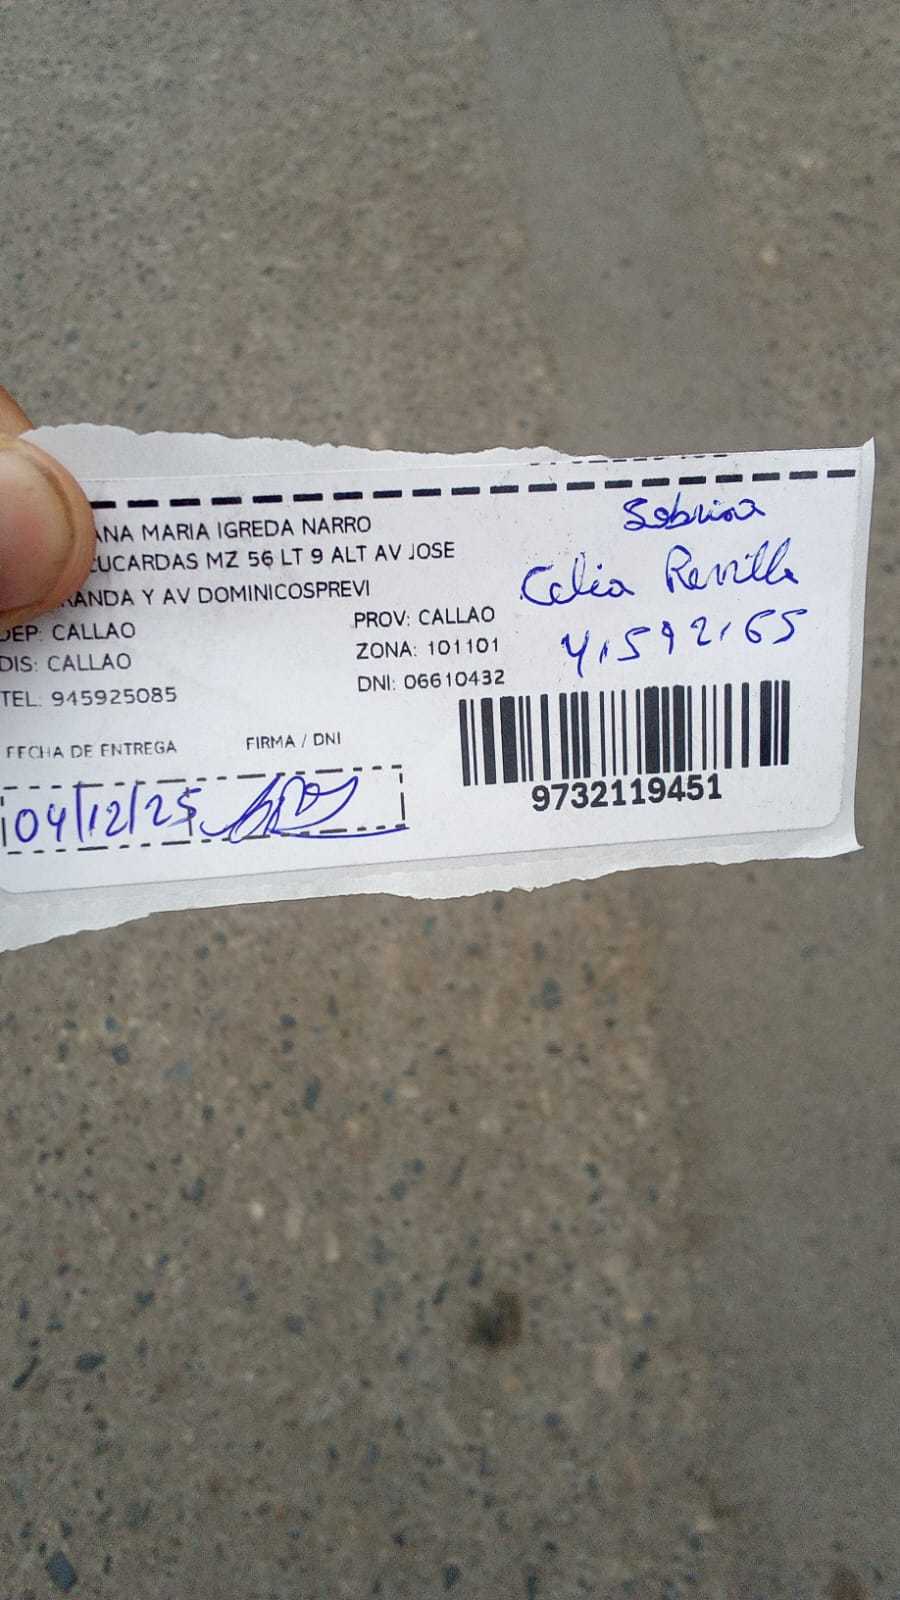 ANA MARIA IGREDA NARRO
UCARDAS MZ 56 LT 9 ALT AV JOSE
RANDA Y AV DOMINICOSPREVI
DEP: CALLAO
PROV: CALLAO
DIS: CALLAO
ZONA: 101101
TEL: 945925085
DNI: 06610432
Sobrina
Celia Revilla
FECHA DE ENTREGA
FIRMA / DNI
04/12/25
9732119451